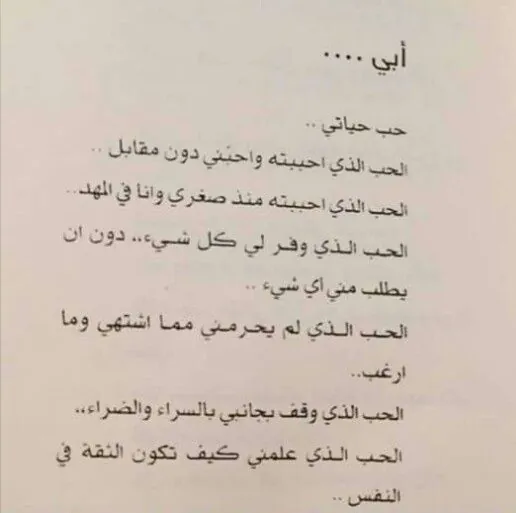 أبي ....
حب حياتي ..
الحب الذي احببته واحبّني دون مقابل ..
الحب الذي احببته منذ صغري وانا في المهد..
الحب الذي وفر لي كل شيء.. دون ان
يطلب مني اي شيء ..
الحب الذي لم يحرمني مما اشتهي وما
ارغب..
الحب الذي وقف بجانبي بالسراء والضراء،،
الحب الذي علمني كيف تكون الثقة في
النفس ..